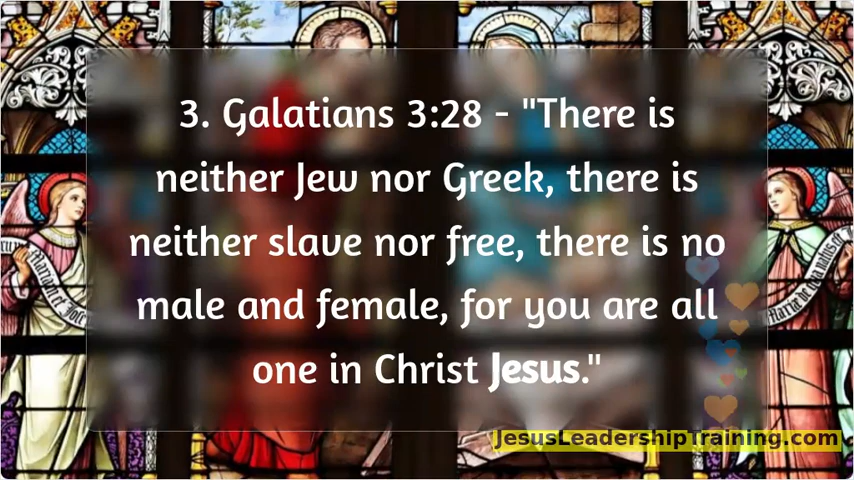 3. Galatians 3:28 - "There is
neither Jew nor Greek, there is
neither slave nor free, there is no
male and female, for you are all
one in Christ Jesus."
JesusLeadershipTraining.com